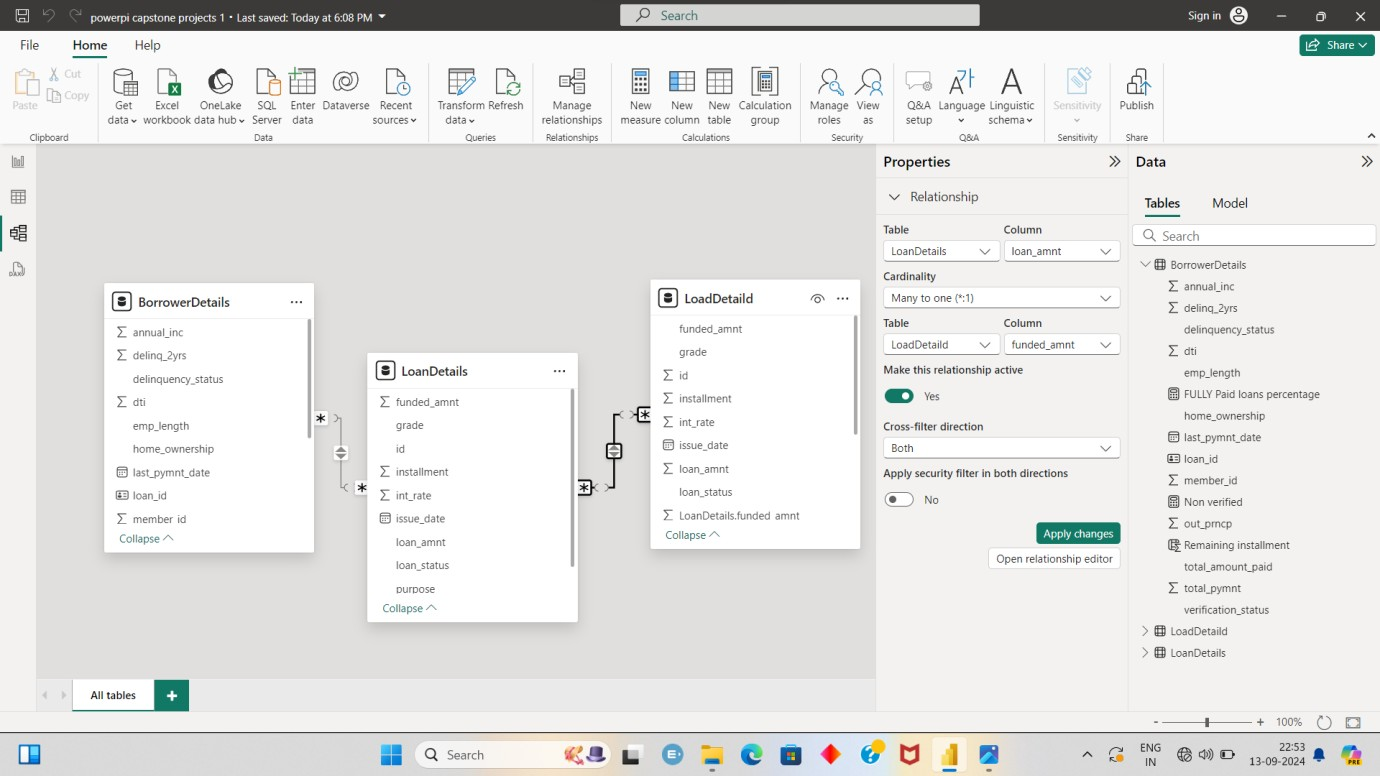 powerpi capstone projects 1 • Last saved: Today at 6:08 PM
Search
Sign in
File
Home
Help
Share
Paste
Cut
Copy
Clipboard
Get data
Excel workbook
OneLake data hub
SQL Server
Enter data
Dataverse
Recent sources
Data
Transform data
Refresh
Queries
Manage relationships
Relationships
New measure
New column
New table
Calculation group
Calculations
Manage roles
View as
Security
Q&A setup
Language
Linguistic schema
Q&A
Sensitivity
Sensitivity
Publish
Share
BorrowerDetails
annual_inc
delinq_2yrs
delinquency_status
dti
emp_length
home_ownership
last_pymnt_date
loan_id
member id
Collapse
LoanDetails
funded_amnt
grade
id
installment
int_rate
issue_date
loan_amnt
loan_status
purpose
Collapse
LoadDetaild
funded_amnt
grade
id
installment
int_rate
issue_date
loan_amnt
loan_status
LoanDetails.funded amnt
Collapse
Properties
Relationship
Table
Column
LoanDetails
loan_amnt
Cardinality
Many to one (*:1)
Table
Column
LoadDetaild
funded_amnt
Make this relationship active
Yes
Cross-filter direction
Both
Apply security filter in both directions
No
Apply changes
Open relationship editor
Data
Tables
Model
Search
BorrowerDetails
annual_inc
delinq_2yrs
delinquency_status
dti
emp_length
FULLY Paid loans percentage
home_ownership
last_pymnt_date
loan_id
member_id
Non verified
out_prncp
Remaining installment
total_amount_paid
total_pymnt
verification_status
LoadDetaild
LoanDetails
All tables
+
- + 100%
Search
ENG
IN
22:53
13-09-2024
PRE